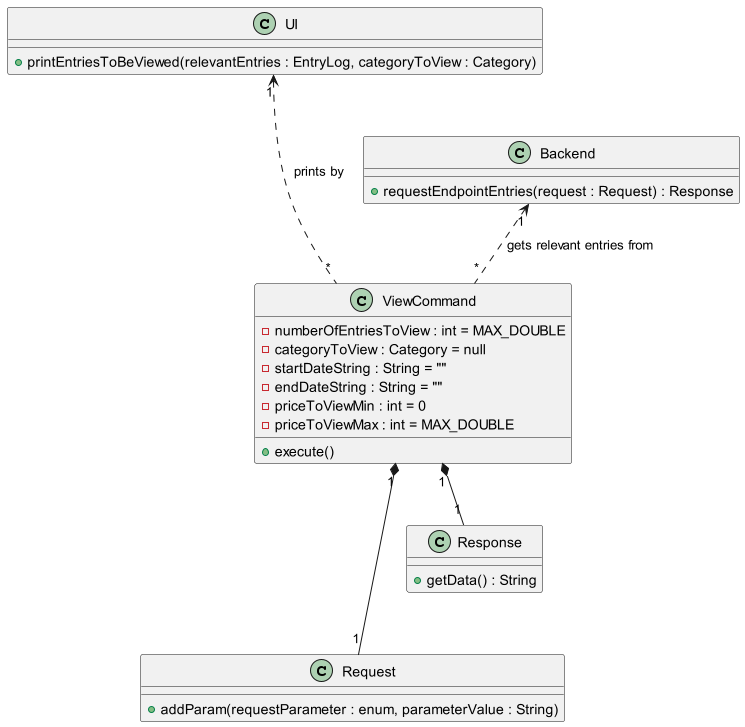 C UI
printEntriesToBeViewed(relevantEntries : EntryLog, categoryToView : Category)
1
C Backend
requestEndpointEntries(request : Request) : Response
prints by
1
gets relevant entries from
*
*
C ViewCommand
numberOfEntriesToView : int = MAX_DOUBLE
categoryToView : Category = null
startDateString : String = ""
endDateString : String = ""
priceToViewMin : int = 0
priceToViewMax : int = MAX_DOUBLE
execute()
1
1
1
C Response
getData() : String
1
C Request
addParam(requestParameter : enum, parameterValue : String)